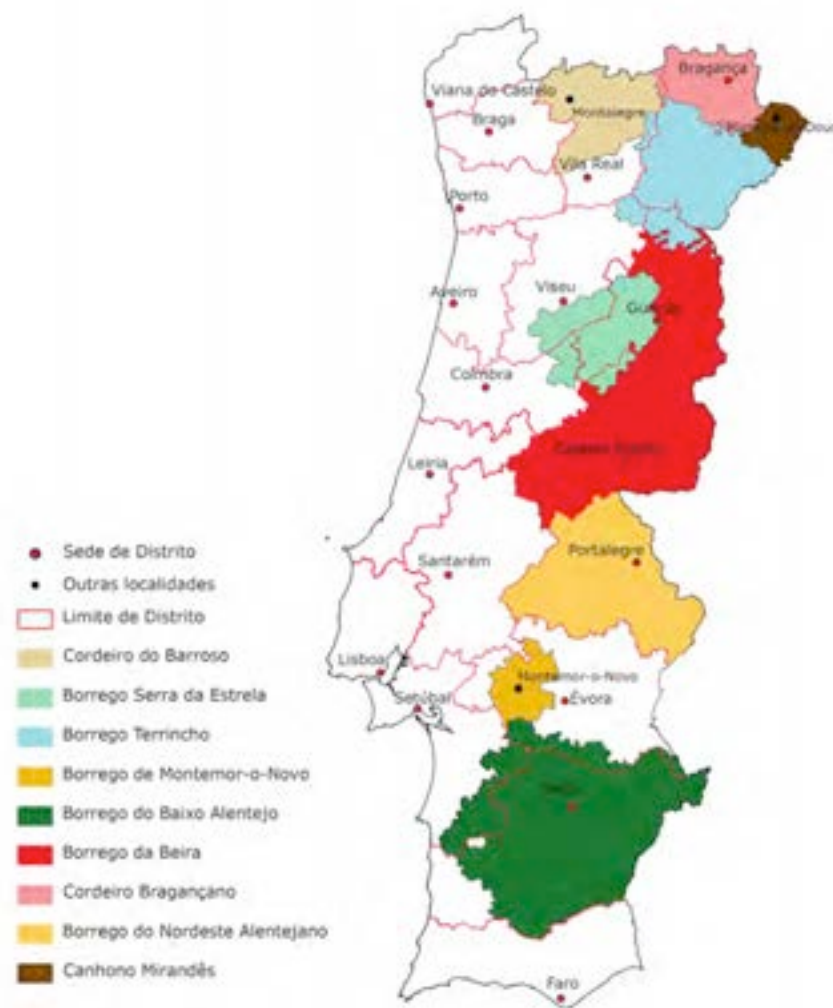 Bragança
Viana do Castelo
Montalegre
Braga
Vila Real
Porto
Aveiro
Viseu
Coimbra
Leiria
Portalegre
Santarém
Lisboa
Montemor-o-Novo
Setúbal
Évora
Faro
Sede de Distrito
Outras localidades
Limite de Distrito
Cordeiro do Barroso
Borrego Serra da Estrela
Borrego Terrincho
Borrego de Montemor-o-Novo
Borrego do Baixo Alentejo
Borrego da Beira
Cordeiro Bragançano
Borrego do Nordeste Alentejano
Canhono Mirandês